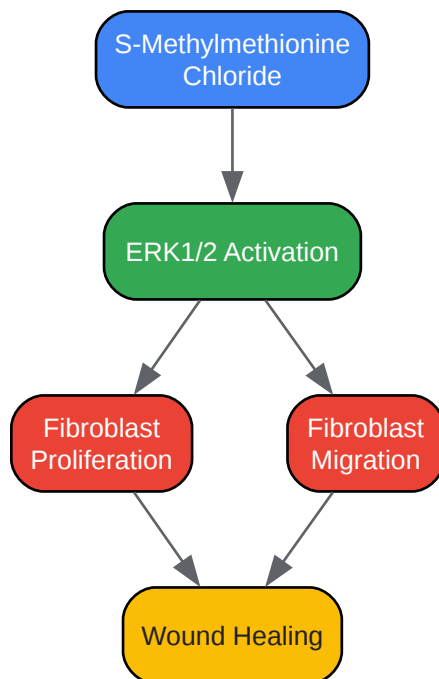 S-Methylmethionine
Chloride
ERK1/2 Activation
Fibroblast
Proliferation
Fibroblast
Migration
Wound Healing